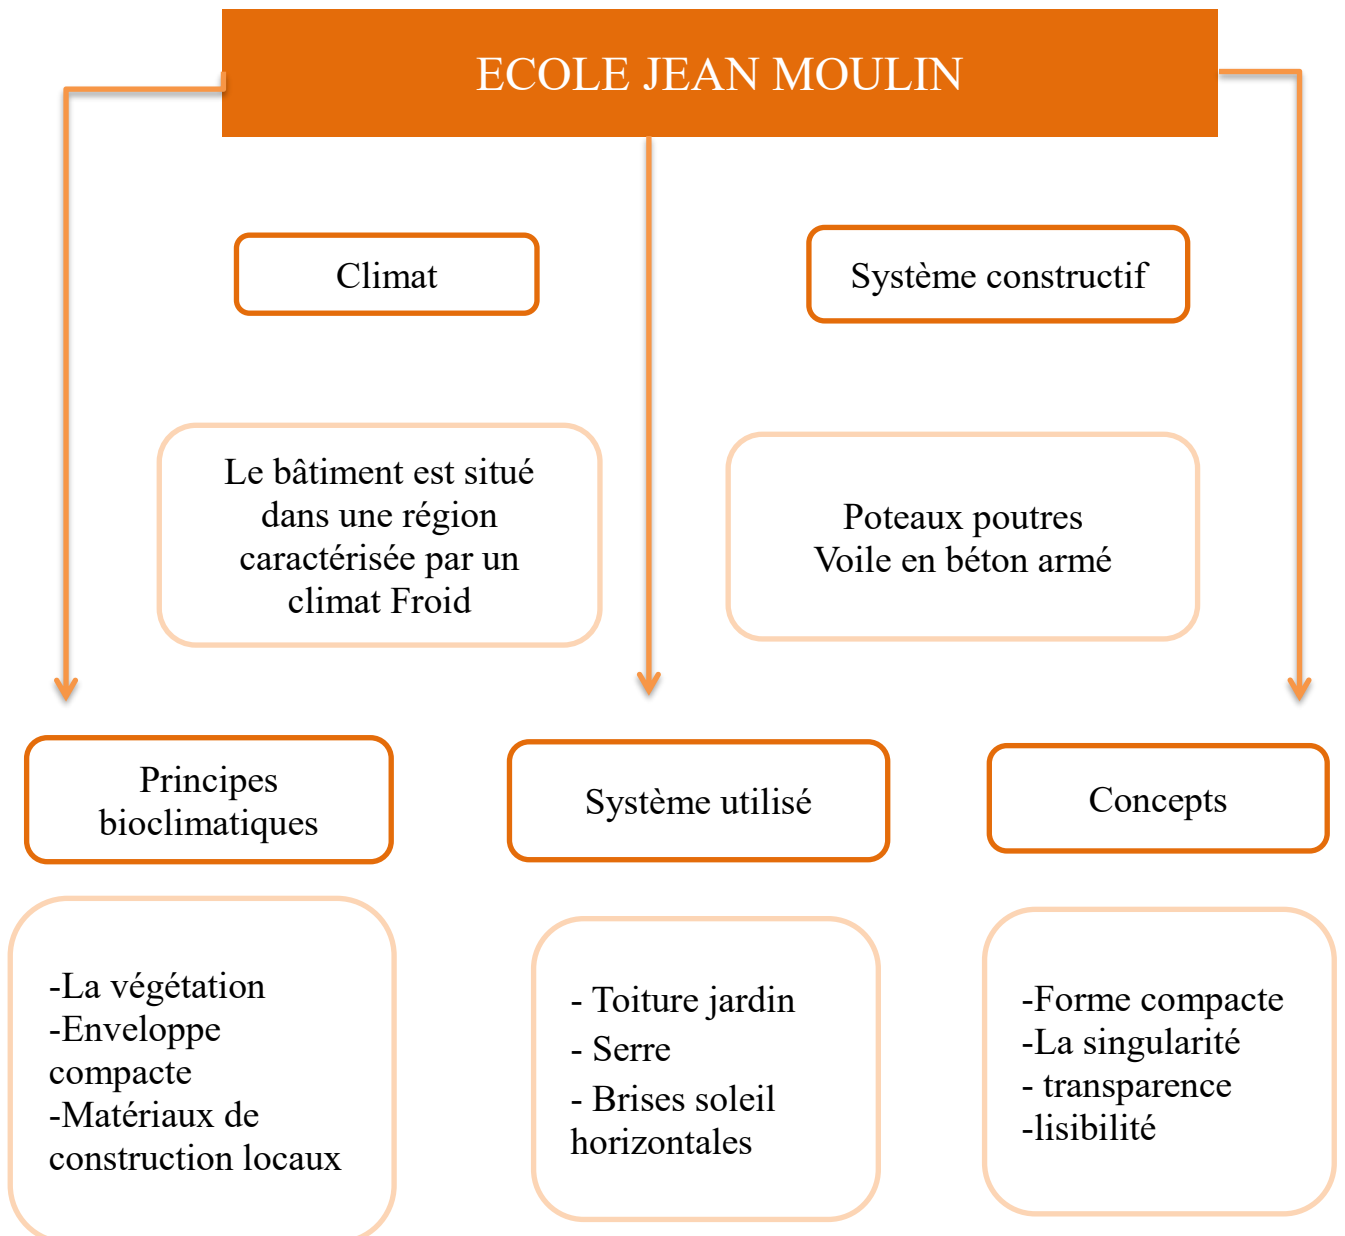 ECOLE JEAN MOULIN
Climat
Système constructif
Le bâtiment est situé
dans une région
caractérisée par un
climat Froid
Poteaux poutres
Voile en béton armé
Principes
bioclimatiques
Système utilisé
Concepts
-La végétation
-Enveloppe
compacte
-Matériaux de
construction locaux
- Toiture jardin
- Serre
- Brises soleil
horizontales
-Forme compacte
-La singularité
- transparence
-lisibilité